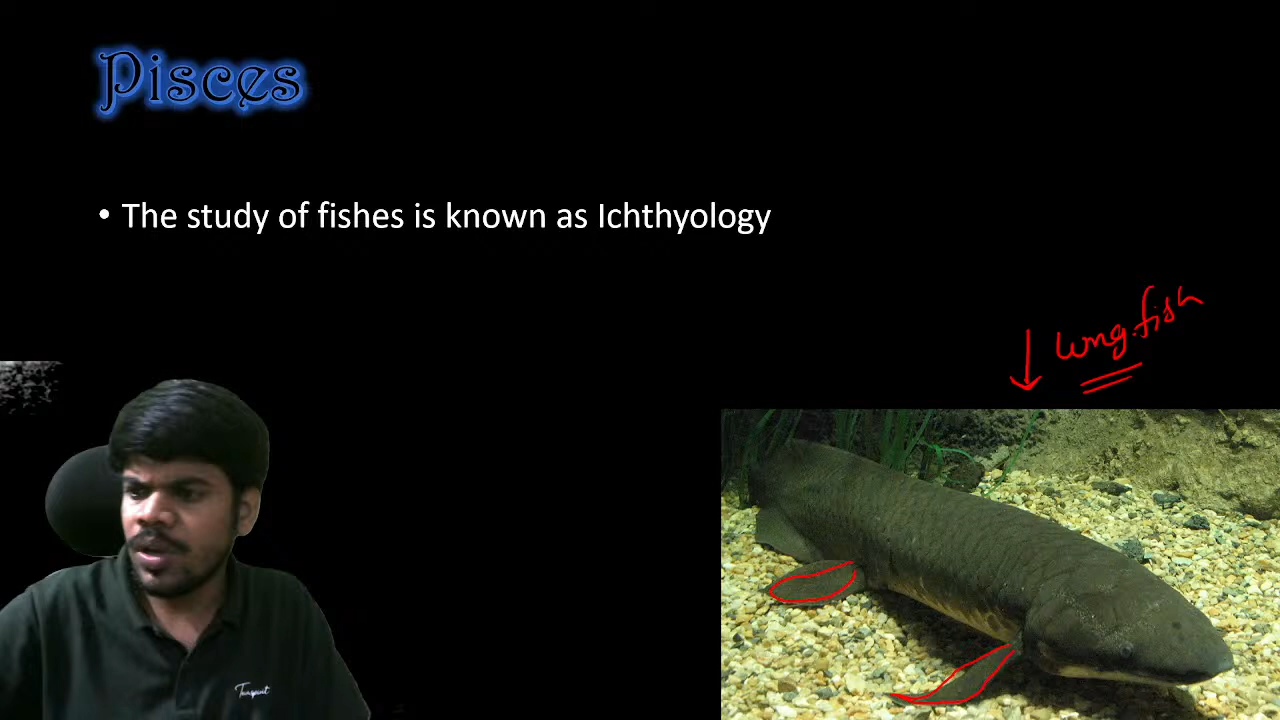 Pisces
• The study of fishes is known as Ichthyology
Lung.fish